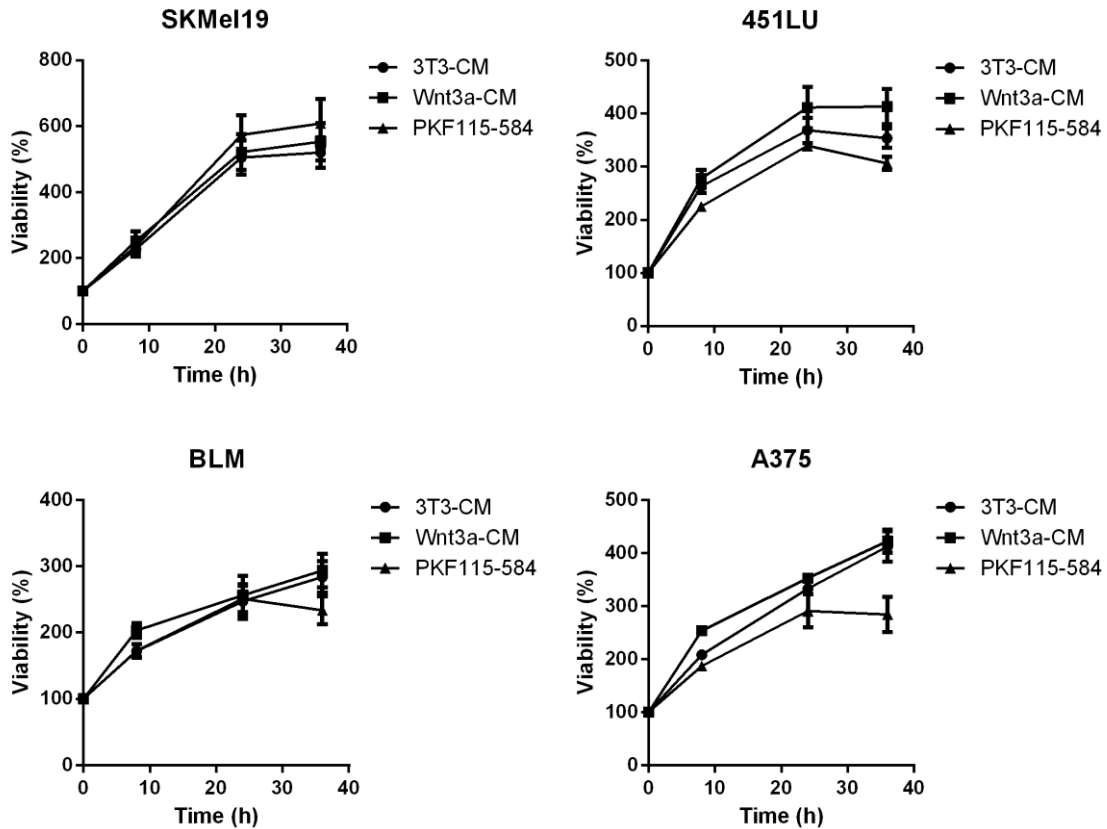 SKMel19
800
600
400
200
0
Viability (%)
0 10 20 30 40
Time (h)
3T3-CM
Wnt3a-CM
PKF115-584
451LU
500
400
300
200
100
0
Viability (%)
0 10 20 30 40
Time (h)
3T3-CM
Wnt3a-CM
PKF115-584
BLM
400
300
200
100
0
Viability (%)
0 10 20 30 40
Time (h)
3T3-CM
Wnt3a-CM
PKF115-584
A375
500
400
300
200
100
0
Viability (%)
0 10 20 30 40
Time (h)
3T3-CM
Wnt3a-CM
PKF115-584